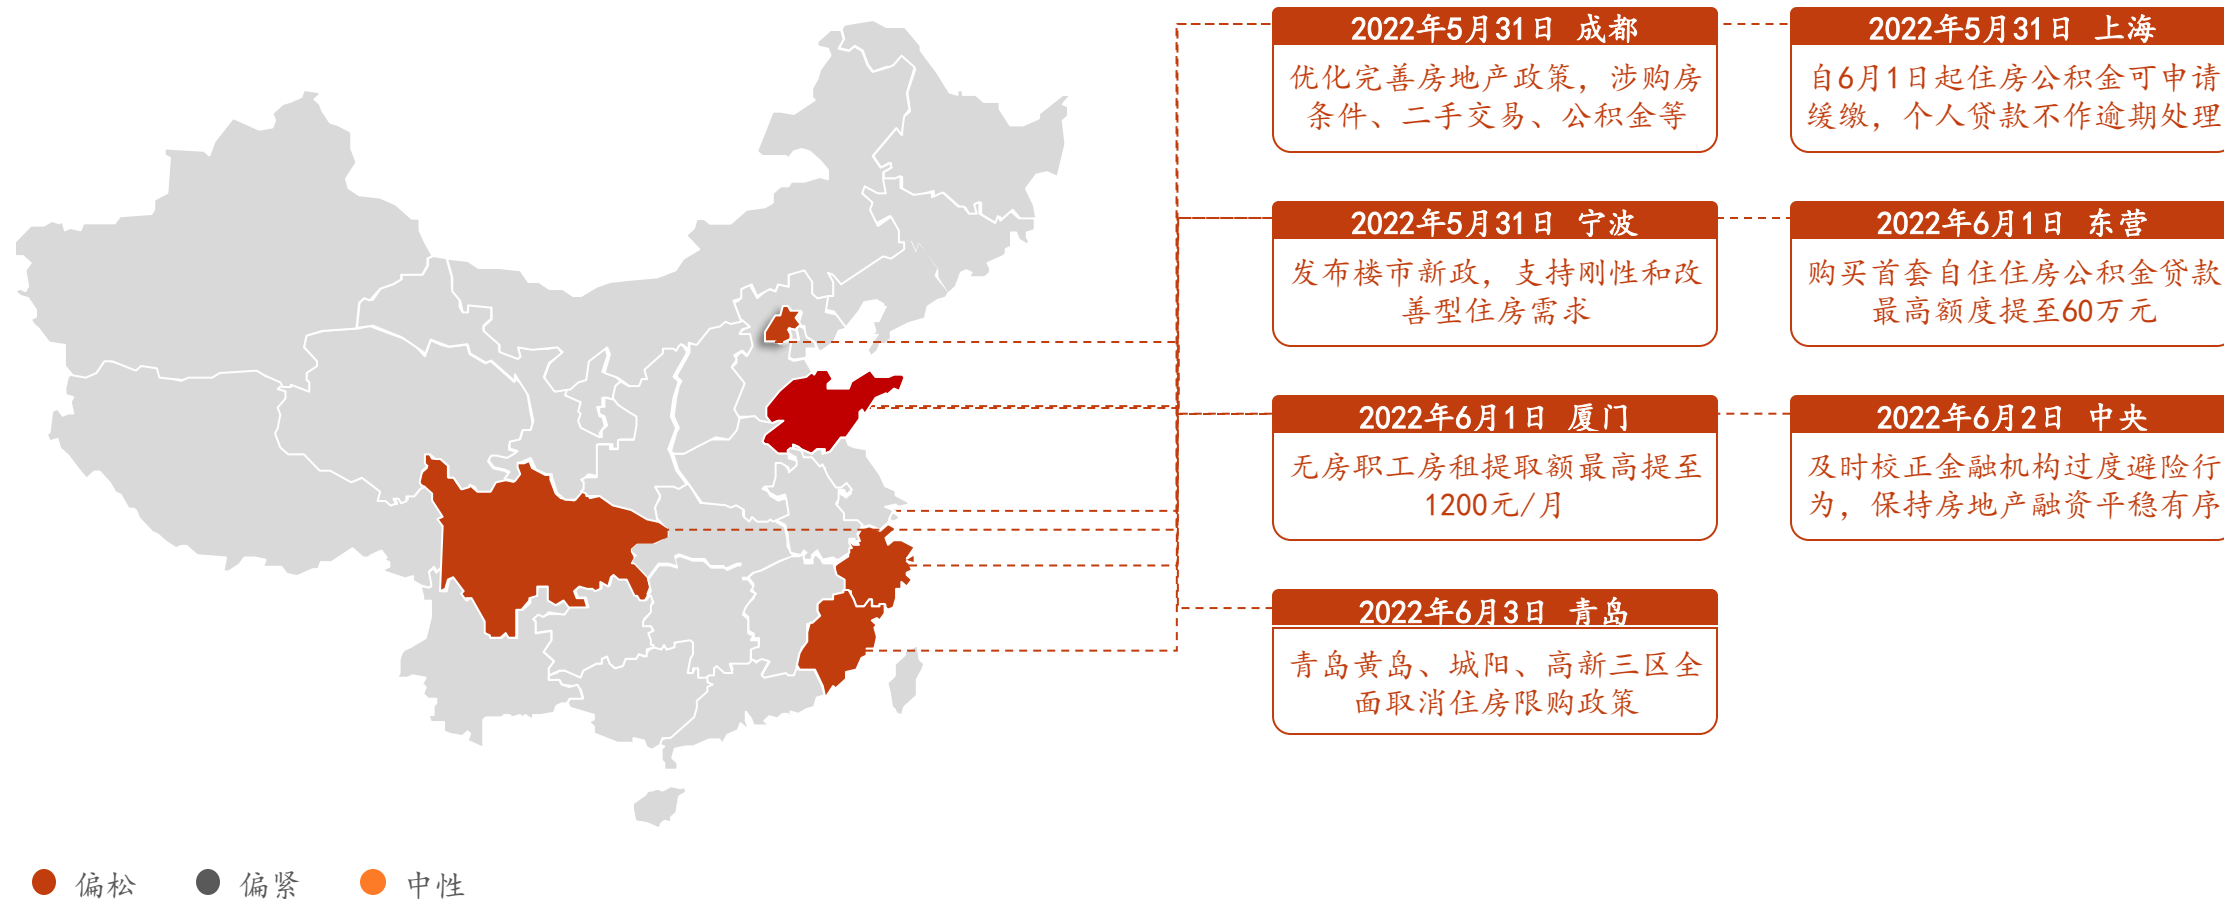 2022年5月31日 成都
优化完善房地产政策，涉购房
条件、二手交易、公积金等
2022年5月31日 上海
自6月1日起住房公积金可申请
缓缴，个人贷款不作逾期处理
2022年5月31日 宁波
发布楼市新政，支持刚性和改
善型住房需求
2022年6月1日 东营
购买首套自住住房公积金贷款
最高额度提至60万元
2022年6月1日 厦门
无房职工房租提取额最高提至
1200元/月
2022年6月2日 中央
及时校正金融机构过度避险行
为，保持房地产融资平稳有序
2022年6月3日 青岛
青岛黄岛、城阳、高新三区全
面取消住房限购政策
偏松
偏紧
中性